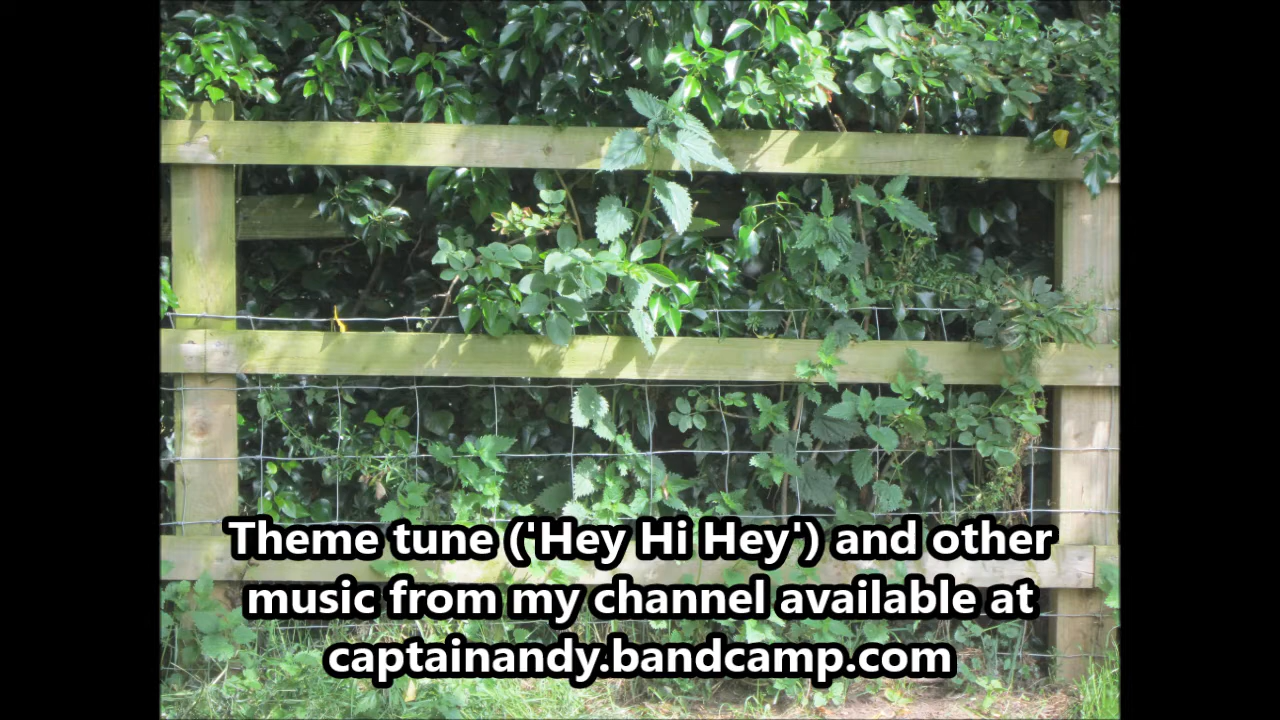 Theme tune ('Hey Hi Hey') and other
music from my channel available at
captainandy.bandcamp.com